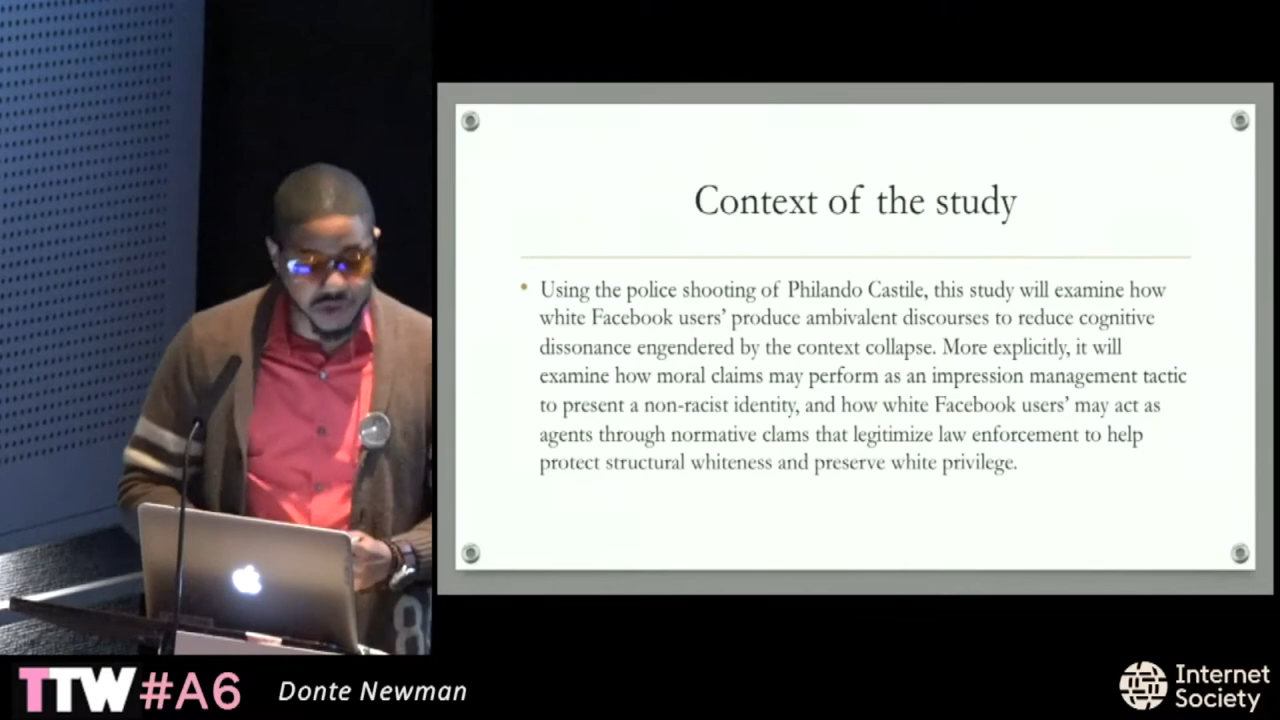 Context of the study
• Using the police shooting of Philando Castile, this study will examine how
white Facebook users' produce ambivalent discourses to reduce cognitive
dissonance engendered by the context collapse. More explicitly, it will
examine how moral claims may perform as an impression management tactic
to present a non-racist identity, and how white Facebook users' may act as
agents through normative clams that legitimize law enforcement to help
protect structural whiteness and preserve white privilege.
8
TTW#A6
Donte Newman
Internet
Society